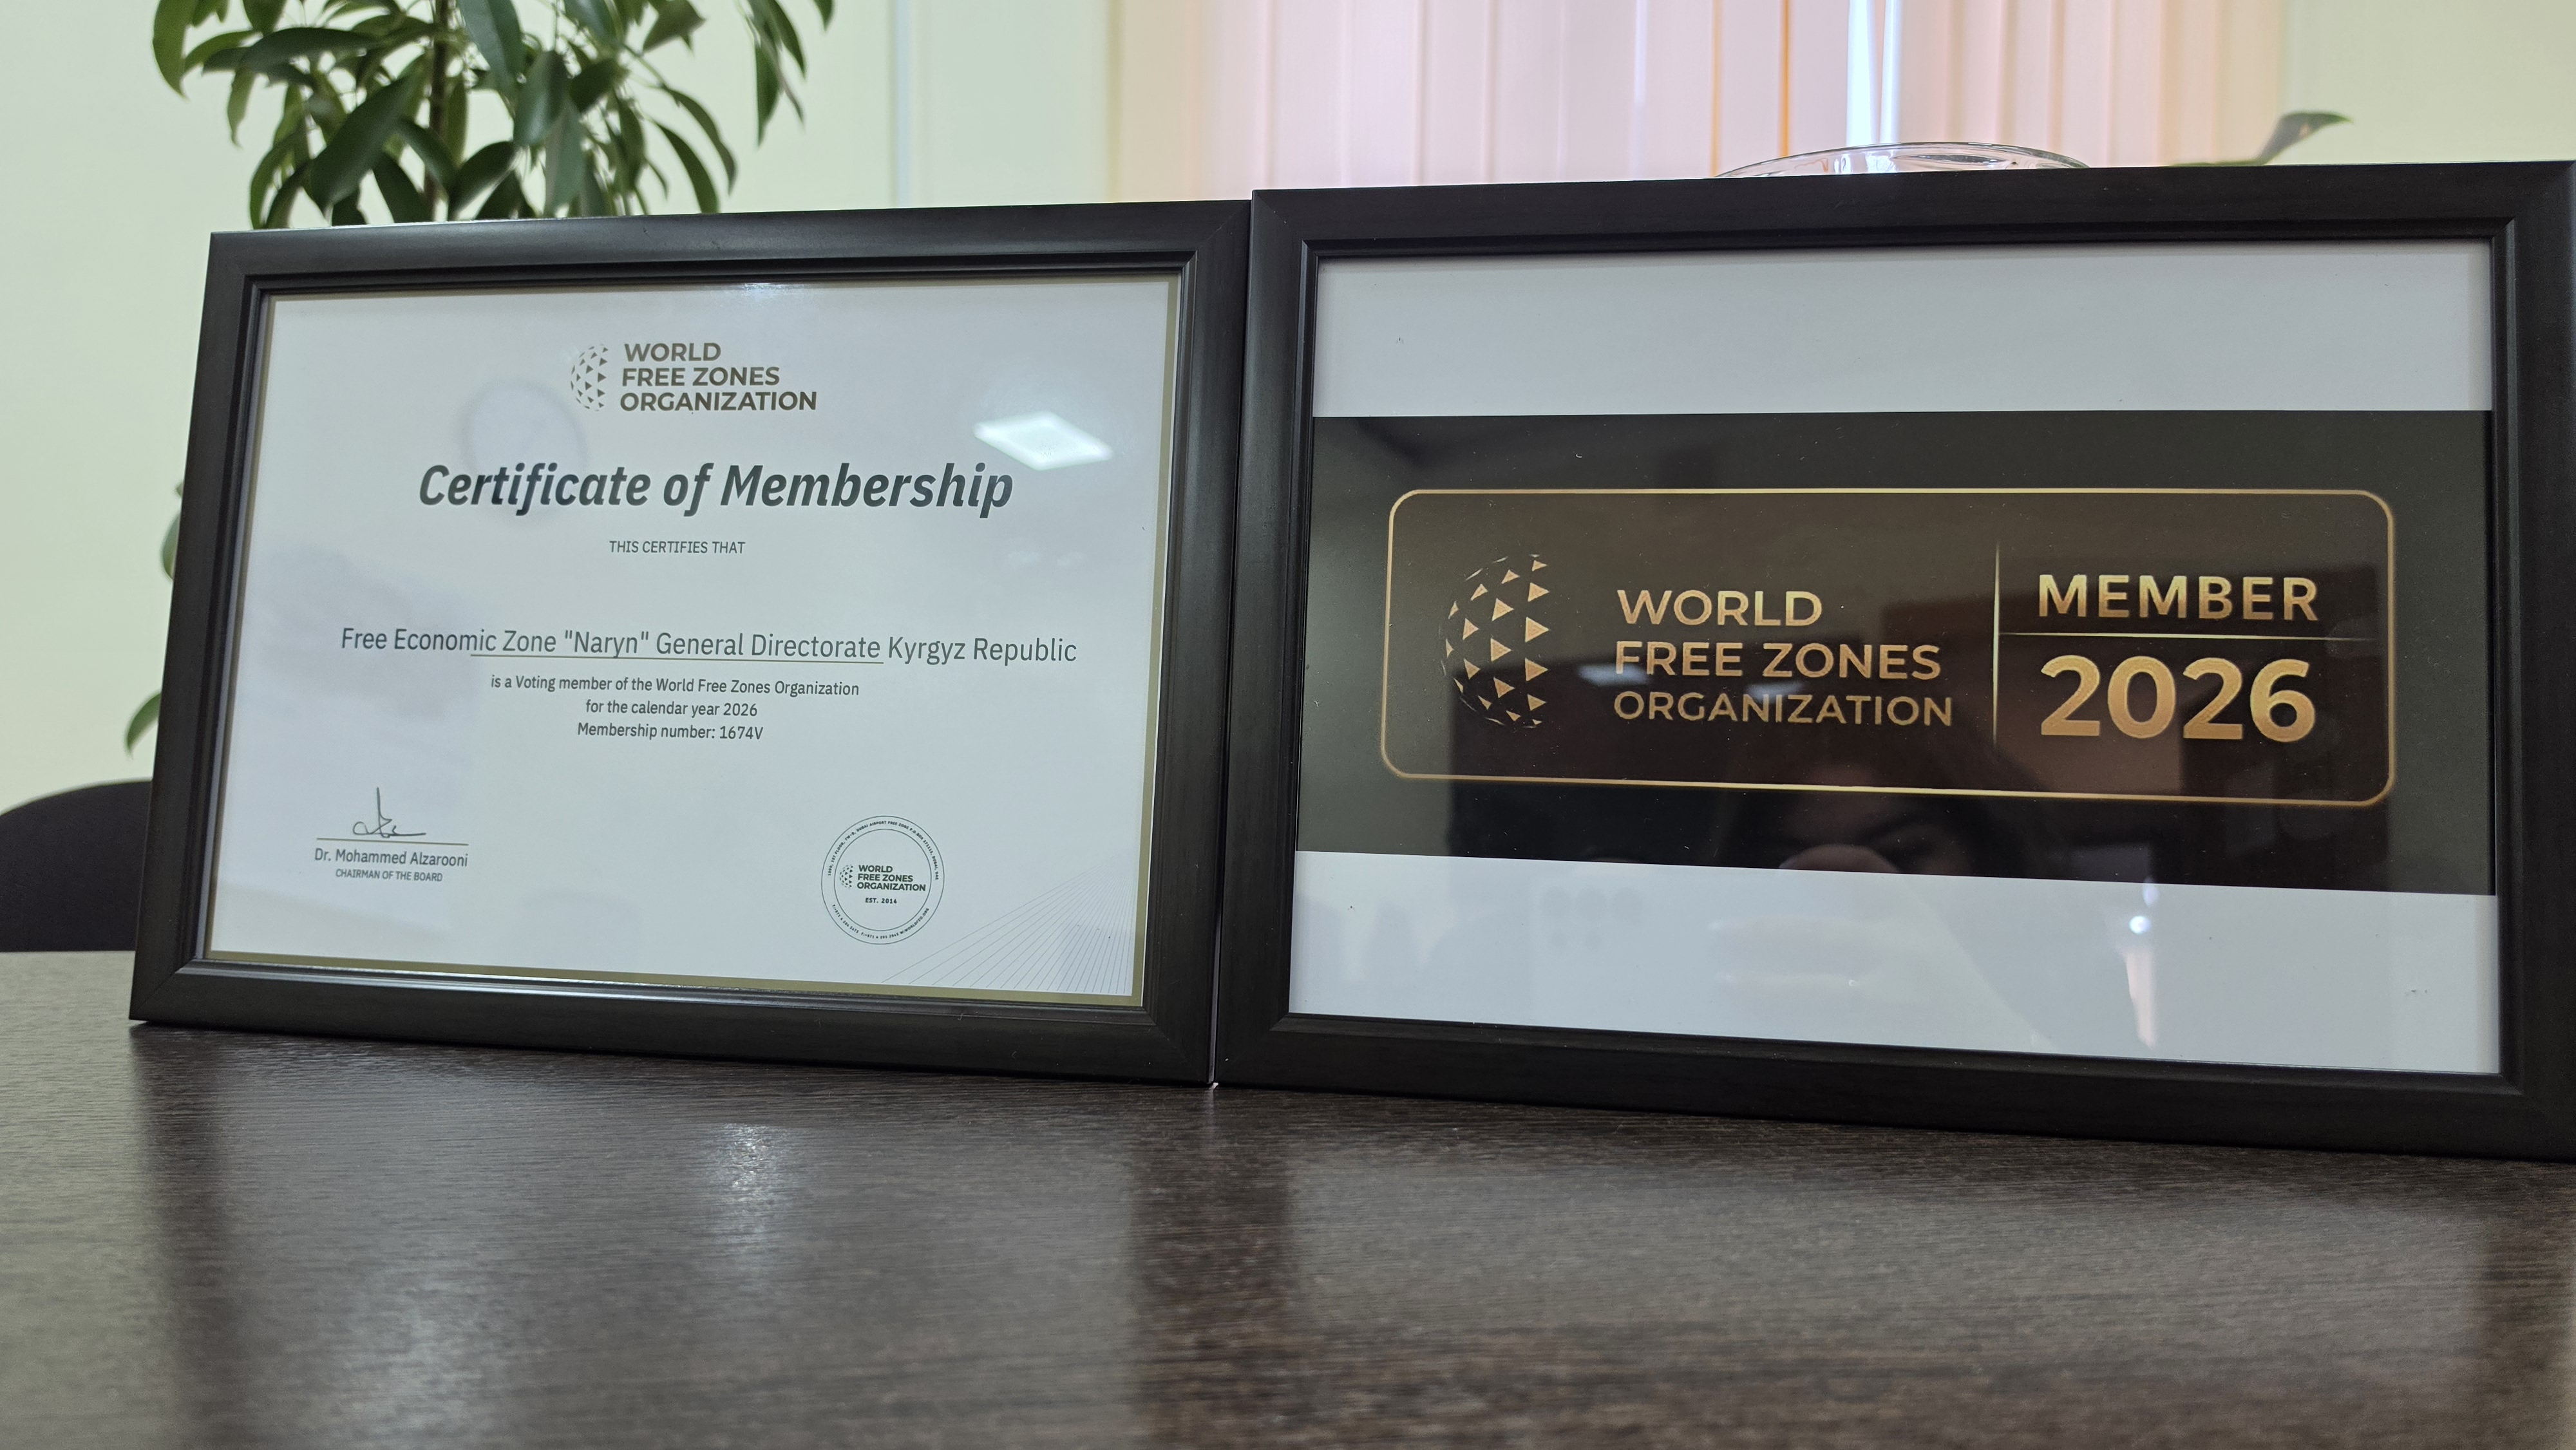 WORLD
FREE ZONES
ORGANIZATION
Certificate of Membership
THIS CERTIFIES THAT
Free Economic Zone "Naryn" General Directorate Kyrgyz Republic
is a Voting member of the World Free Zones Organization
for the calendar year 2026
Membership number: 1674V
Dr. Mohammed Alzarooni
CHAIRMAN OF THE BOARD
WORLD
FREE ZONES
ORGANIZATION
EST. 2014
WORLD
FREE ZONES
ORGANIZATION
MEMBER
2026